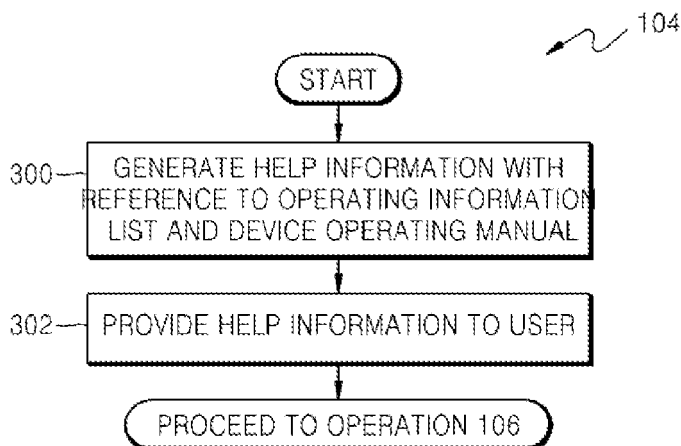 104
START
300
GENERATE HELP INFORMATION WITH
REFERENCE TO OPERATING INFORMATION
LIST AND DEVICE OPERATING MANUAL
302
PROVIDE HELP INFORMATION TO USER
PROCEED TO OPERATION 106